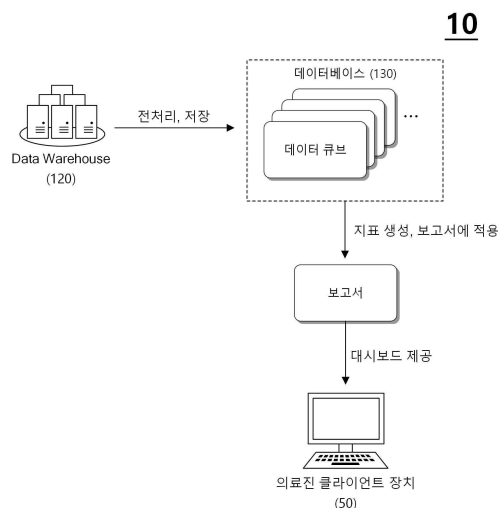 10
데이터베이스 (130)
전처리, 저장
...
데이터 큐브
Data Warehouse
(120)
지표 생성, 보고서에 적용
보고서
대시보드 제공
의료진 클라이언트 장치
(50)